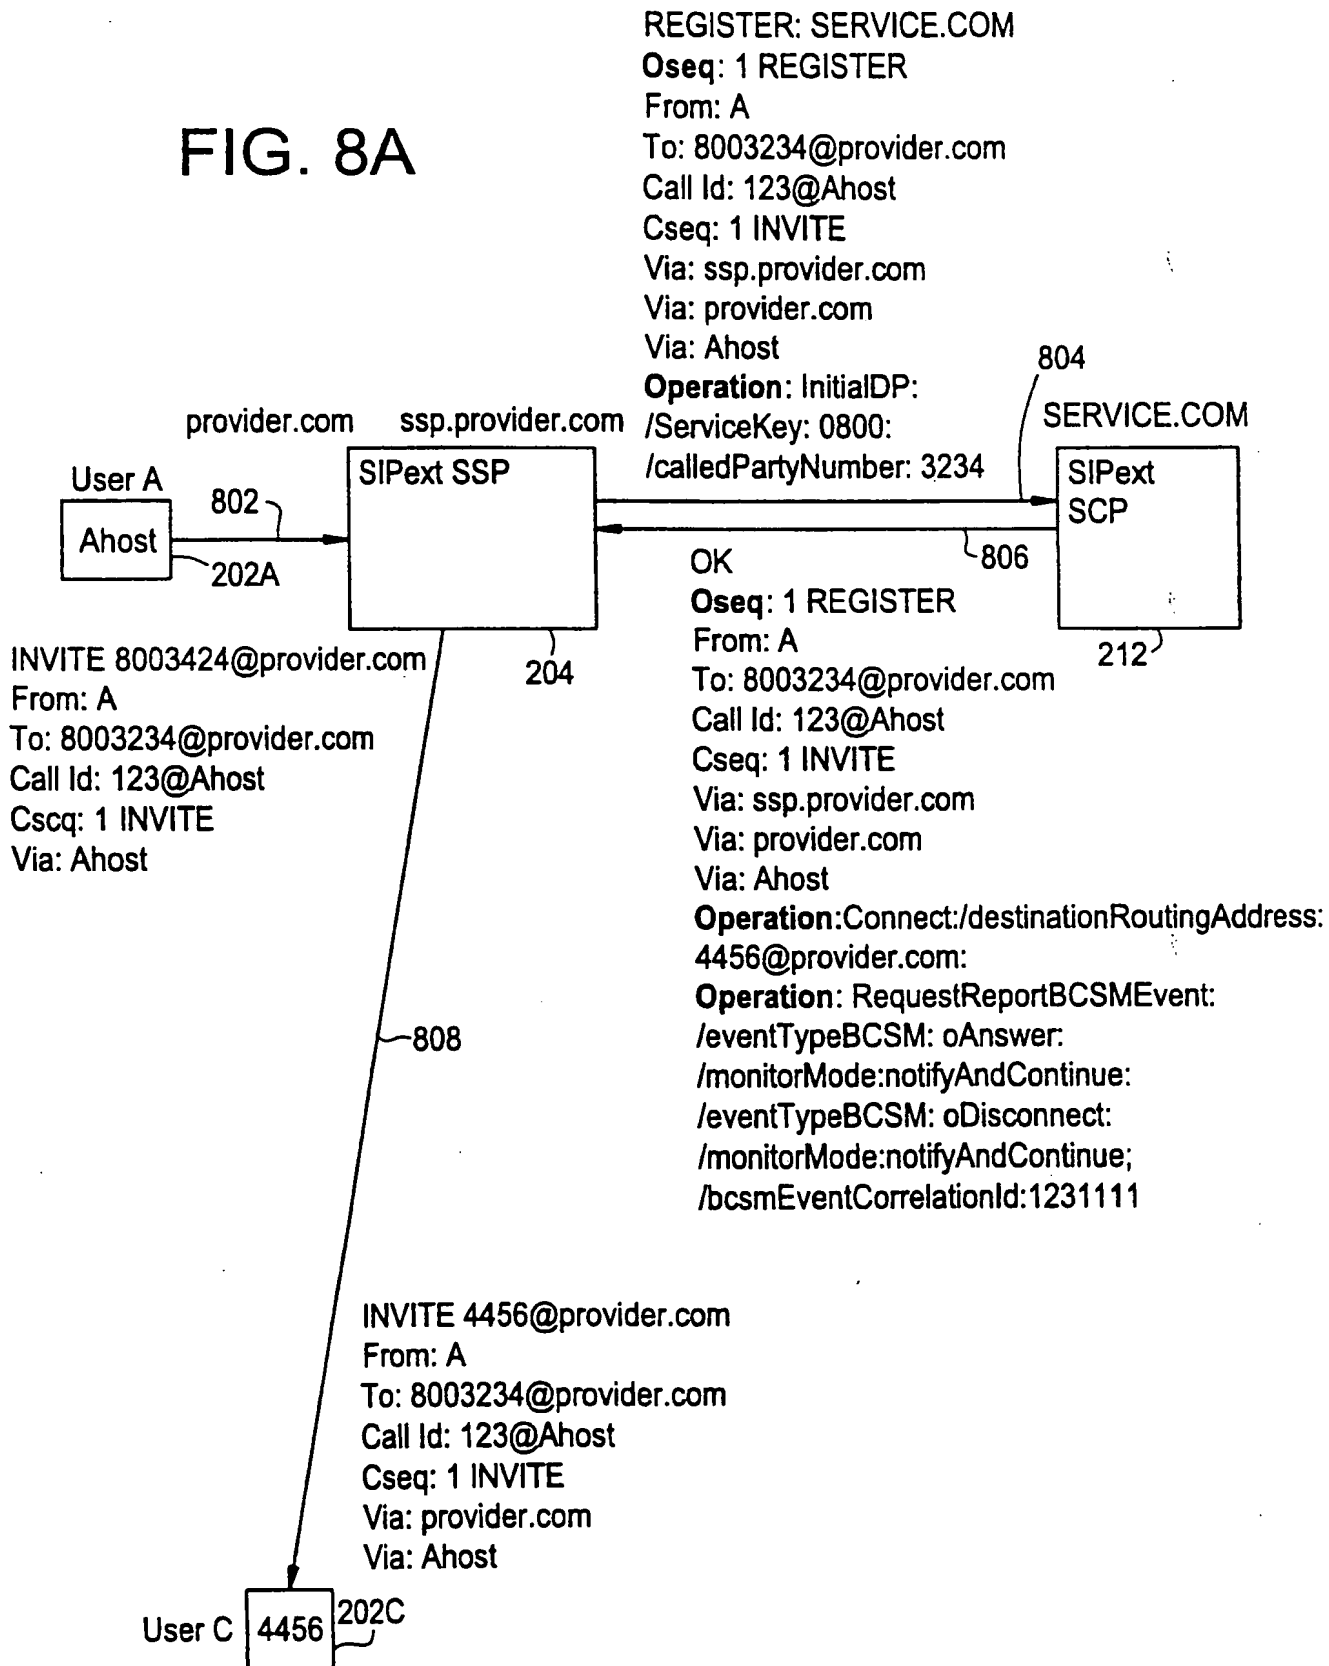 FIG. 8A
REGISTER: SERVICE.COM
Oseq: 1 REGISTER
From: A
To: 8003234@provider.com
Call Id: 123@Ahost
Cseq: 1 INVITE
Via: ssp.provider.com
Via: provider.com
Via: Ahost
Operation: InitialDP:
/ServiceKey: 0800:
/calledPartyNumber: 3234
804
provider.com
ssp.provider.com
SERVICE.COM
User A
Ahost
202A
802
SIPext SSP
204
SIPext
SCP
212
806
OK
Oseq: 1 REGISTER
From: A
To: 8003234@provider.com
Call Id: 123@Ahost
Cseq: 1 INVITE
Via: ssp.provider.com
Via: provider.com
Via: Ahost
Operation:Connect:/destinationRoutingAddress:
4456@provider.com:
Operation: RequestReportBCSMEvent:
/eventTypeBCSM: oAnswer:
/monitorMode:notifyAndContinue:
/eventTypeBCSM: oDisconnect:
/monitorMode:notifyAndContinue;
/bcsmEventCorrelationId:1231111
INVITE 8003424@provider.com
From: A
To: 8003234@provider.com
Call Id: 123@Ahost
Cscq: 1 INVITE
Via: Ahost
808
INVITE 4456@provider.com
From: A
To: 8003234@provider.com
Call Id: 123@Ahost
Cseq: 1 INVITE
Via: provider.com
Via: Ahost
User C
4456
202C